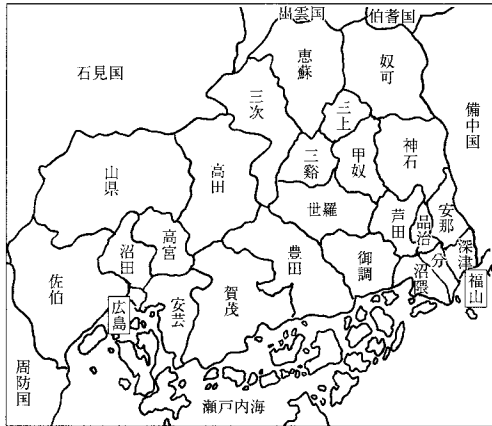 出雲国
伯耆国
石見国
恵蘇
奴可
三次
三上
備中国
三谿
甲奴
神石
山県
高田
世羅
芦田
品治
安那
沼田
高宮
豊田
御調
分
深津
佐伯
沼隈
福山
広島
安芸
賀茂
周防国
瀬戸内海